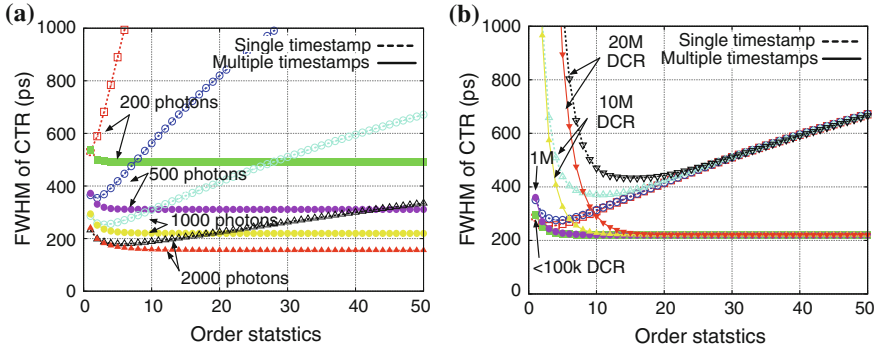 (a)
1000
800
600
400
200
0
FWHM of CTR (ps)
Single timestamp
Multiple timestamps
200 photons
500 photons
1000 photons
2000 photons
0 10 20 30 40 50
Order statstics
(b)
1000
800
600
400
200
0
FWHM of CTR (ps)
Single timestamp
Multiple timestamps
20M
DCR
10M
DCR
1M
<100k DCR
0 10 20 30 40 50
Order statstics